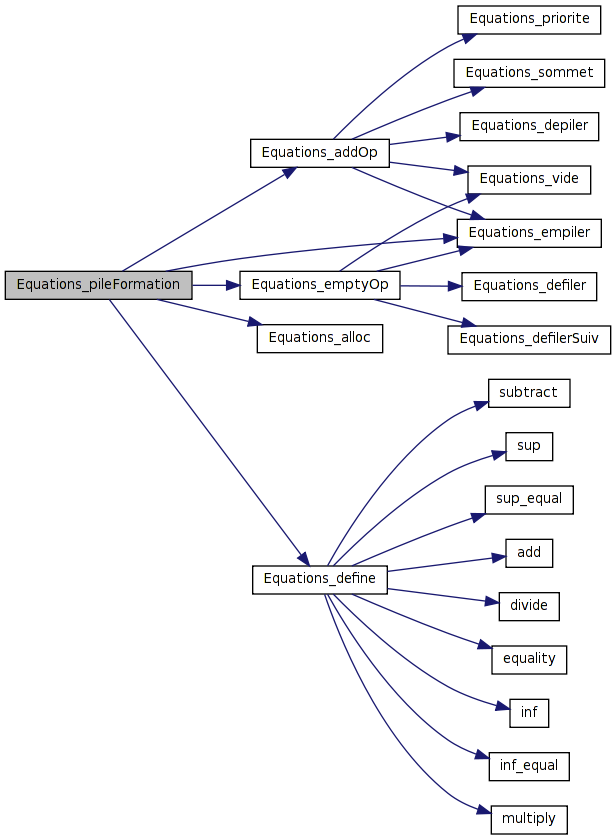 Equations_priorite
Equations_sommet
Equations_depiler
Equations_addOp
Equations_vide
Equations_empiler
Equations_pileFormation
Equations_emptyOp
Equations_defiler
Equations_alloc
Equations_defilerSuiv
subtract
sup
sup_equal
add
Equations_define
divide
equality
inf
inf_equal
multiply